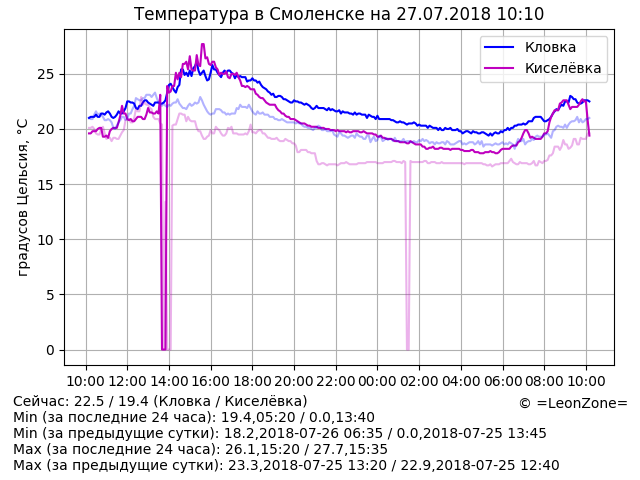 Температура в Смоленске на 27.07.2018 10:10
Кловка
Киселёвка
градусов Цельсия, °C
25
20
15
10
5
0
10:00 12:00 14:00 16:00 18:00 20:00 22:00 00:00 02:00 04:00 06:00 08:00 10:00
Сейчас: 22.5 / 19.4 (Кловка / Киселёвка)
© =LeonZone=
Min (за последние 24 часа): 19.4,05:20 / 0.0,13:40
Min (за предыдущие сутки): 18.2,2018-07-26 06:35 / 0.0,2018-07-25 13:45
Max (за последние 24 часа): 26.1,15:20 / 27.7,15:35
Max (за предыдущие сутки): 23.3,2018-07-25 13:20 / 22.9,2018-07-25 12:40